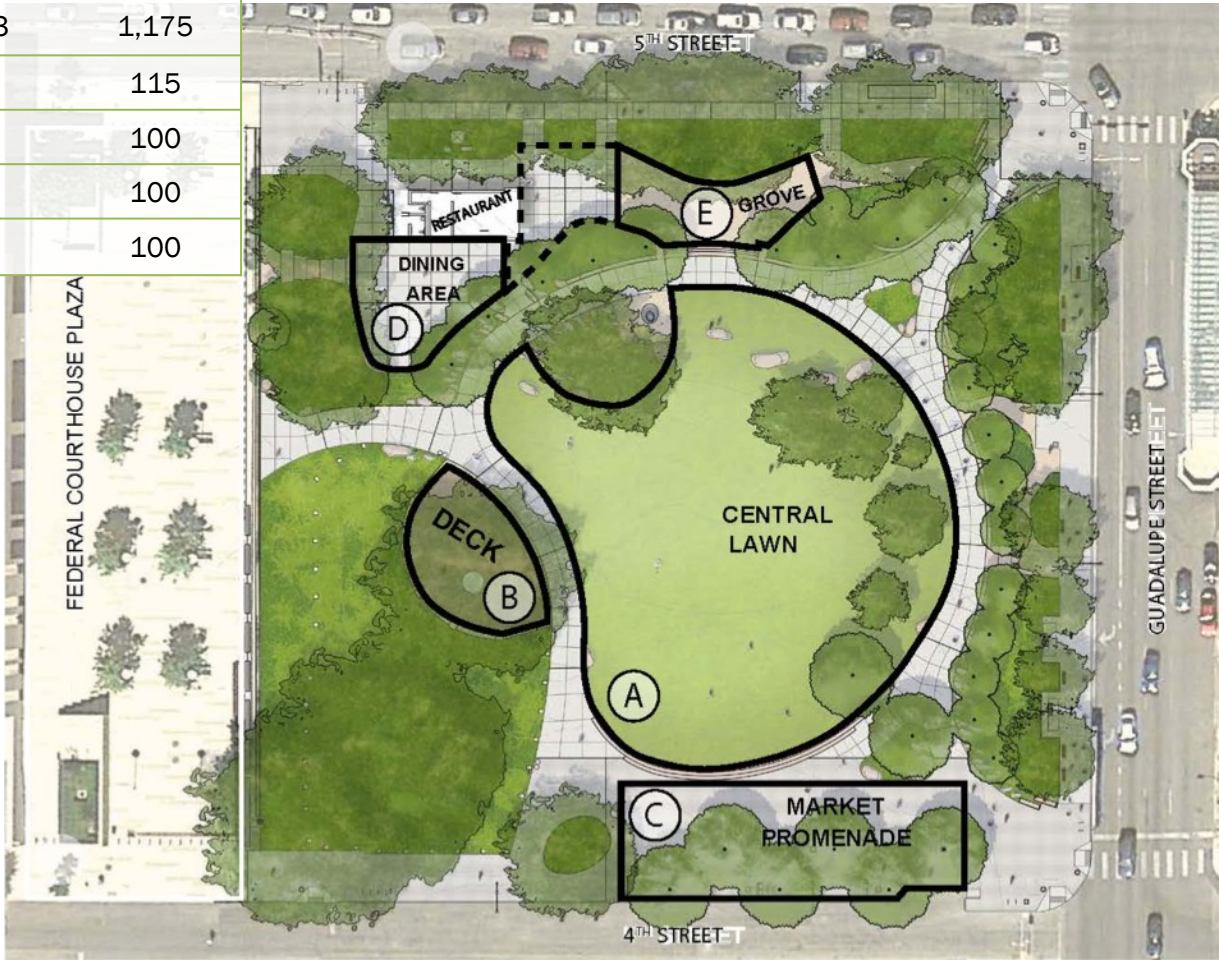 3 1,175
115
100
100
100
5TH STREET
RESTAURANT
E GROVE
DINING
AREA
D
FEDERAL COURTHOUSE PLAZA
DECK
B
CENTRAL
LAWN
GUADALUPE STREET
A
C MARKET
PROMENADE
4TH STREET